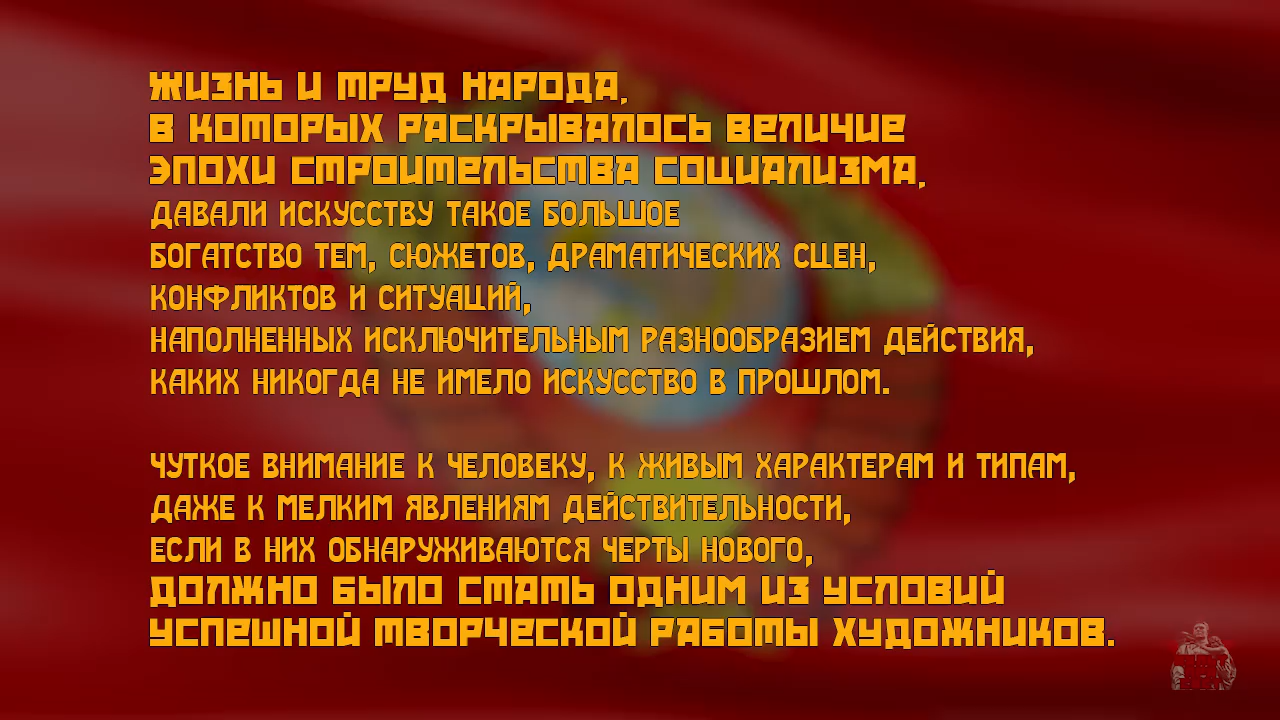 ЖИЗНЬ И ТРУД НАРОДА,
В КОТОРЫХ РАСКРЫВАЛОСЬ ВЕЛИЧИЕ
ЭПОХИ СТРОИТЕЛЬСТВА СОЦИАЛИЗМА,
ДАВАЛИ ИСКУССТВУ ТАКОЕ БОЛЬШОЕ
БОГАТСТВО ТЕМ, СЮЖЕТОВ, ДРАМАТИЧЕСКИХ СЦЕН,
КОНФЛИКТОВ И СИТУАЦИЙ,
НАПОЛНЕННЫХ ИСКЛЮЧИТЕЛЬНЫМ РАЗНООБРАЗИЕМ ДЕЙСТВИЯ,
КАКИХ НИКОГДА НЕ ИМЕЛО ИСКУССТВО В ПРОШЛОМ.
ЧУТКОЕ ВНИМАНИЕ К ЧЕЛОВЕКУ, К ЖИВЫМ ХАРАКТЕРАМ И ТИПАМ,
ДАЖЕ К МЕЛКИМ ЯВЛЕНИЯМ ДЕЙСТВИТЕЛЬНОСТИ,
ЕСЛИ В НИХ ОБНАРУЖИВАЮТСЯ ЧЕРТЫ НОВОГО,
ДОЛЖНО БЫЛО СТАТЬ ОДНИМ ИЗ УСЛОВИЙ
УСПЕШНОЙ ТВОРЧЕСКОЙ РАБОТЫ ХУДОЖНИКОВ.